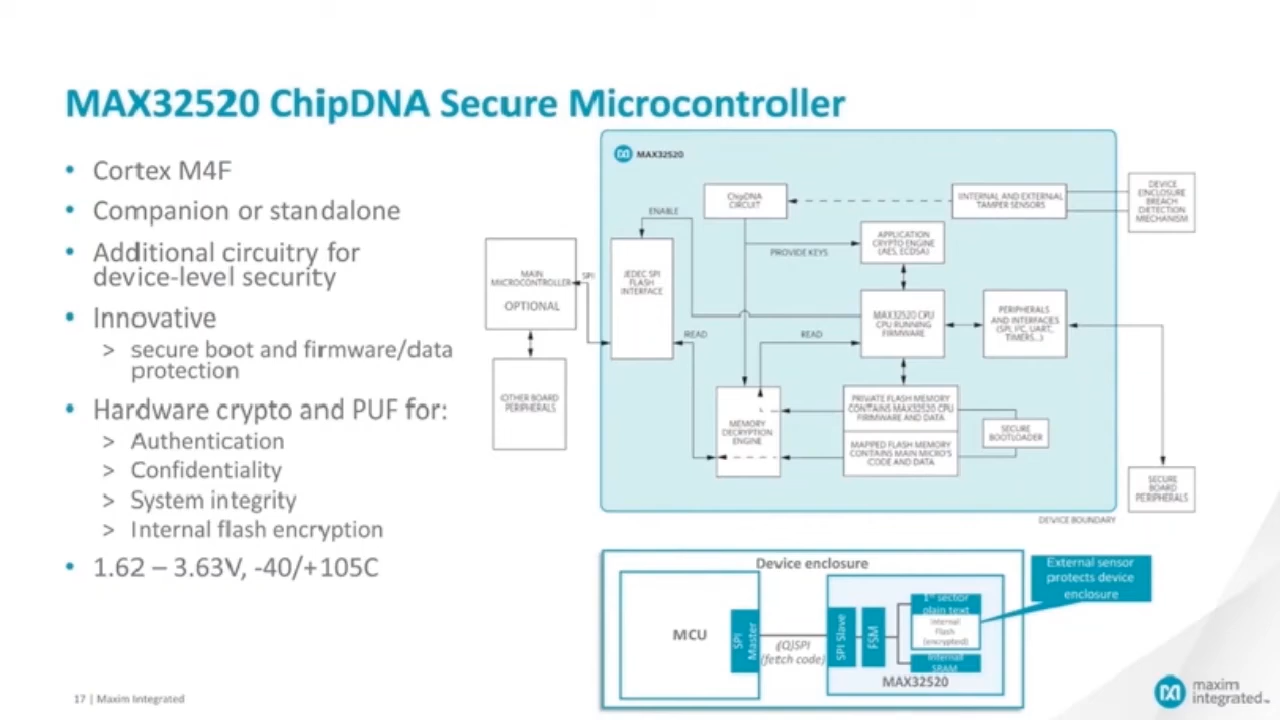 MAX32520 ChipDNA Secure Microcontroller
• Cortex M4F
• Companion or standalone
• Additional circuitry for
device-level security
• Innovative
> secure boot and firmware/data
protection
• Hardware crypto and PUF for:
> Authentication
> Confidentiality
> System integrity
> Internal flash encryption
• 1.62 – 3.63V, -40/+105C
MAX32520
ChipDNA
CIRCUIT
INTERNAL AND EXTERNAL
TAMPER SENSORS
DEVICE
ENCLOSURE
BREACH
DETECTION
MECHANISM
ENABLE
PROVIDE KEYS
APPLICATION
CRYPTO ENGINE
(AES, ECDSA)
MAIN
MICROCONTROLLER
OPTIONAL
SPI
JEDEC SPI
FLASH
INTERFACE
READ
READ
MAX32520 CPU
CPU RUNNING
FIRMWARE
PERIPHERALS
AND INTERFACES
(SPI, I²C, UART,
TIMERS...)
OTHER BOARD
PERIPHERALS
MEMORY
DECRYPTION
ENGINE
PRIVATE FLASH MEMORY
CONTAINS MAX32520 CPU
FIRMWARE AND DATA
MAPPED FLASH MEMORY
CONTAINS MAIN MICRO'S
CODE AND DATA
SECURE
BOOTLOADER
SECURE
BOARD
PERIPHERALS
DEVICE BOUNDARY
Device enclosure
MCU
SPI
Master
(Q)SPI
(fetch code)
SPI Slave
FSM
1st sector
plain text
Internal
Flash
(encrypted)
Internal
SRAM
MAX32520
External sensor
protects device
enclosure
17 | Maxim Integrated
maxim
integrated™